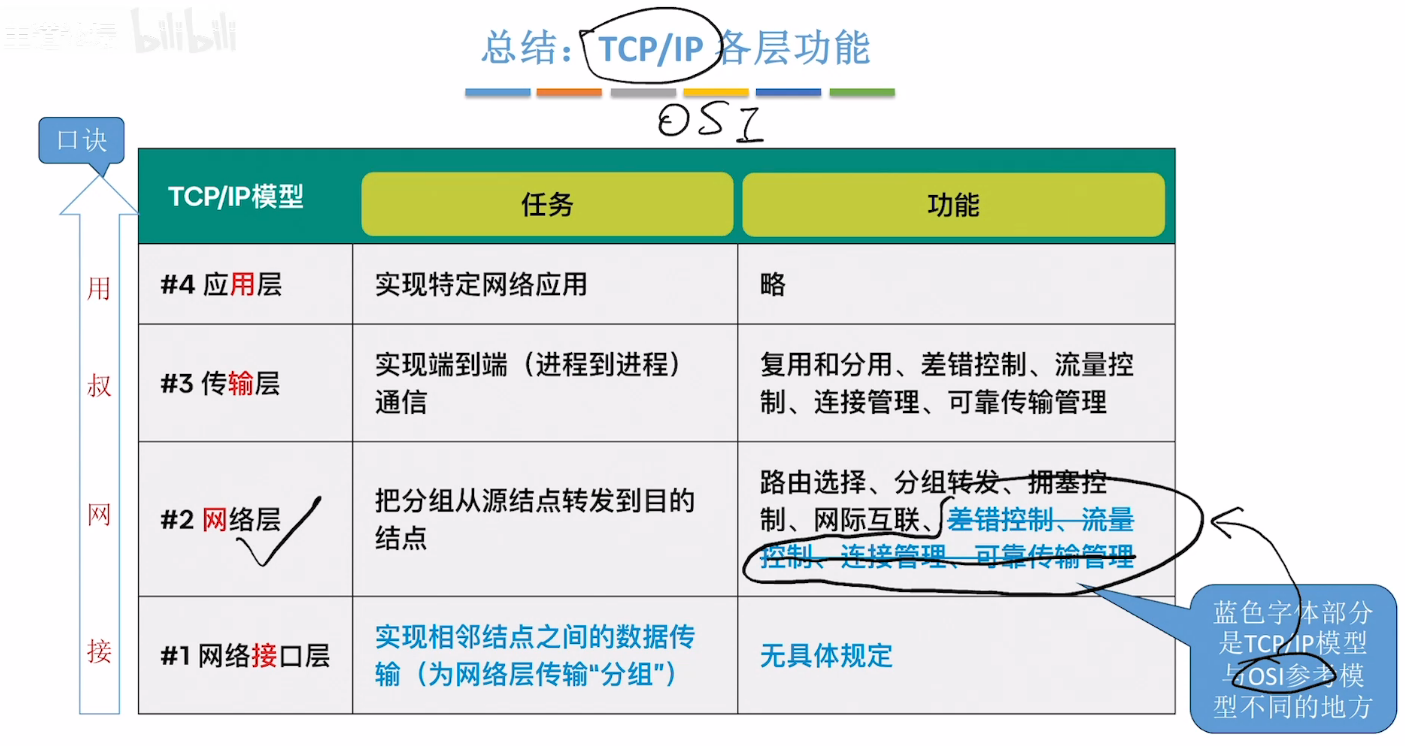 bilibili
总结：TCP/IP 各层功能
OSI
口诀
TCP/IP模型
任务
功能
用
#4 应用层
实现特定网络应用
略
叔
#3 传输层
实现端到端（进程到进程）
通信
复用和分用、差错控制、流量控
制、连接管理、可靠传输管理
网
#2 网络层
把分组从源结点转发到目的
结点
路由选择、分组转发、拥塞控
制、网际互联、差错控制、流量
控制、连接管理、可靠传输管理
接
#1 网络接口层
实现相邻结点之间的数据传
输（为网络层传输“分组”）
无具体规定
蓝色字体部分
是TCP/IP模型
与OSI参考模
型不同的地方